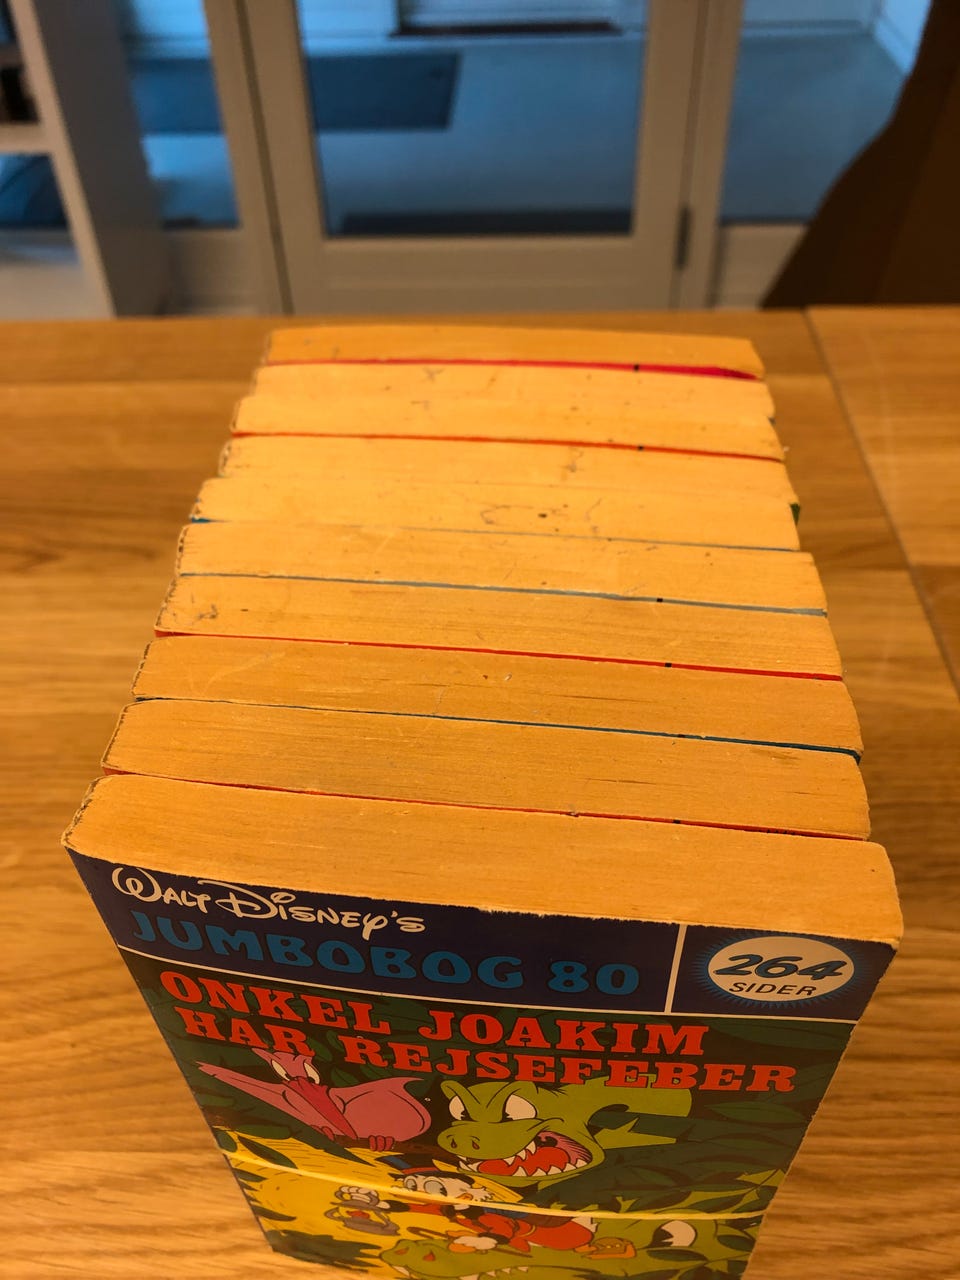 WALT DISNEY'S
JUMBOBOG 80
264
SIDER
ONKEL JOAKIM
HAR REJSEFEBER